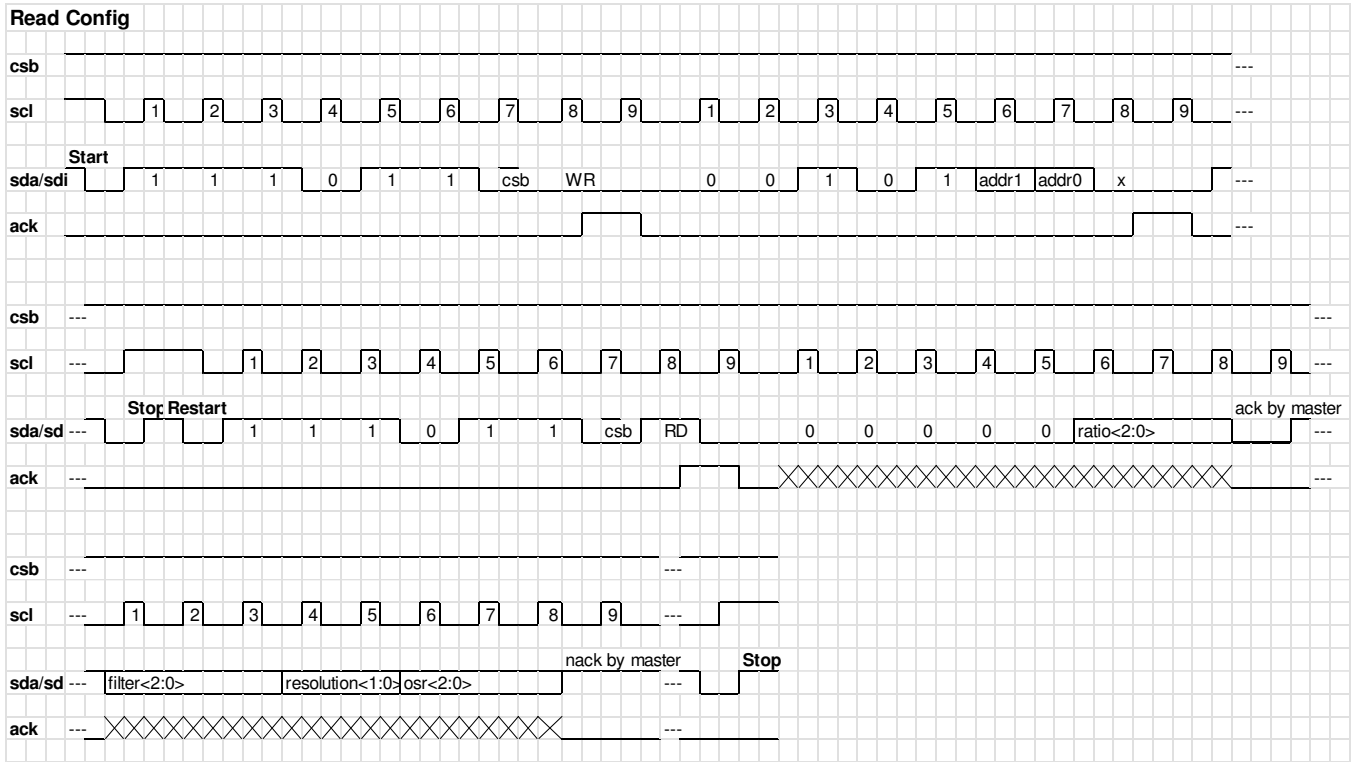 Read Config
csb ---
scl 1 2 3 4 5 6 7 8 9 1 2 3 4 5 6 7 8 9 ---
Start
sda/sdi 1 1 1 0 1 1 csb WR 0 0 1 0 1 addr1 addr0 x ---
ack ---
csb --- ---
scl --- 1 2 3 4 5 6 7 8 9 1 2 3 4 5 6 7 8 9 ---
Stop Restart ack by master
sda/sd --- 1 1 1 0 1 1 csb RD 0 0 0 0 0 ratio<2:0> ---
ack --- ---
csb --- ---
scl --- 1 2 3 4 5 6 7 8 9 ---
nack by master Stop
sda/sd --- filter<2:0> resolution<1:0> osr<2:0> ---
ack --- ---